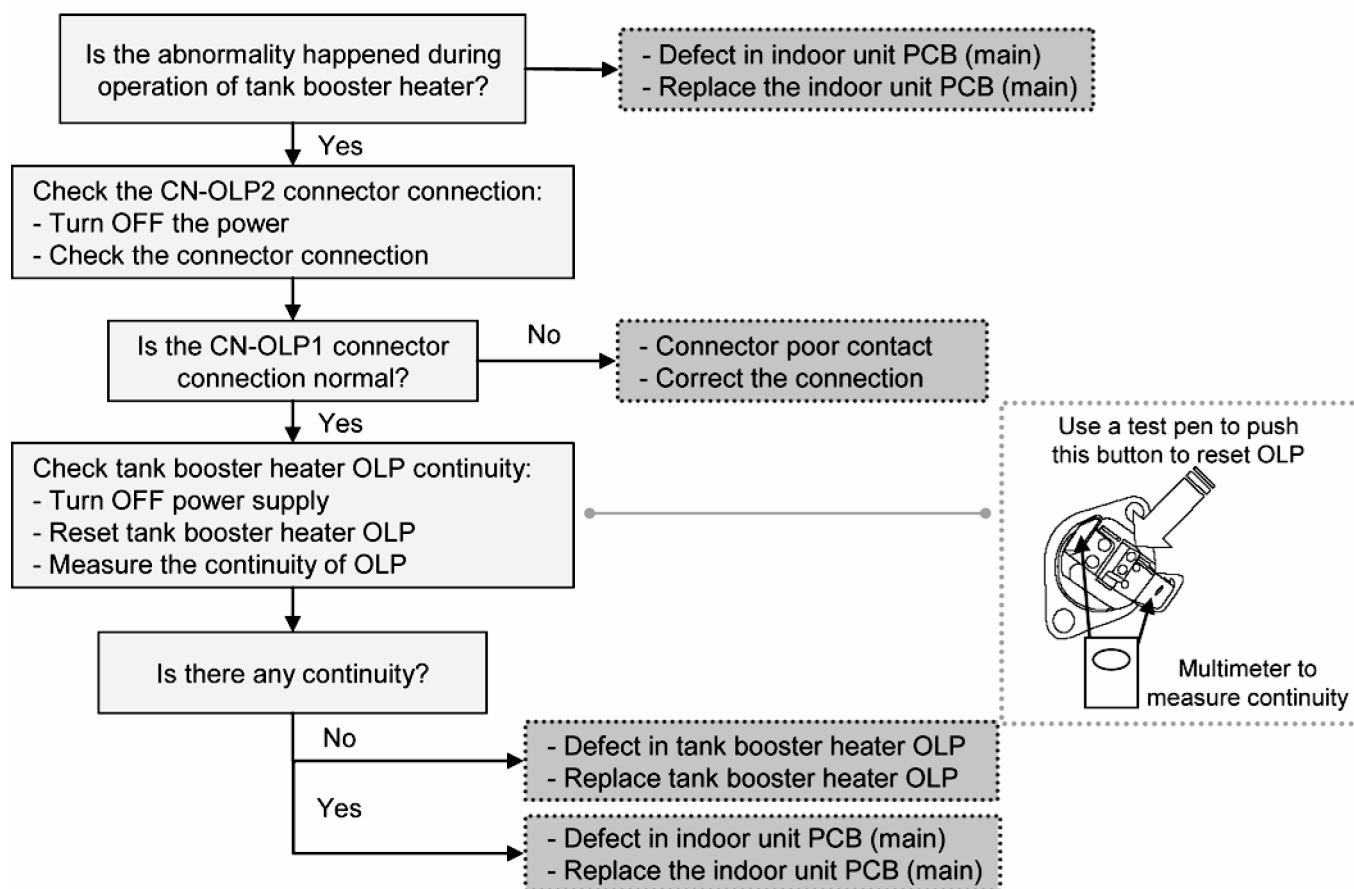 Is the abnormality happened during
operation of tank booster heater?
- Defect in indoor unit PCB (main)
- Replace the indoor unit PCB (main)
Yes
Check the CN-OLP2 connector connection:
- Turn OFF the power
- Check the connector connection
Is the CN-OLP1 connector
connection normal?
No
- Connector poor contact
- Correct the connection
Yes
Check tank booster heater OLP continuity:
- Turn OFF power supply
- Reset tank booster heater OLP
- Measure the continuity of OLP
Use a test pen to push
this button to reset OLP
Multimeter to
measure continuity
Is there any continuity?
No
- Defect in tank booster heater OLP
- Replace tank booster heater OLP
Yes
- Defect in indoor unit PCB (main)
- Replace the indoor unit PCB (main)